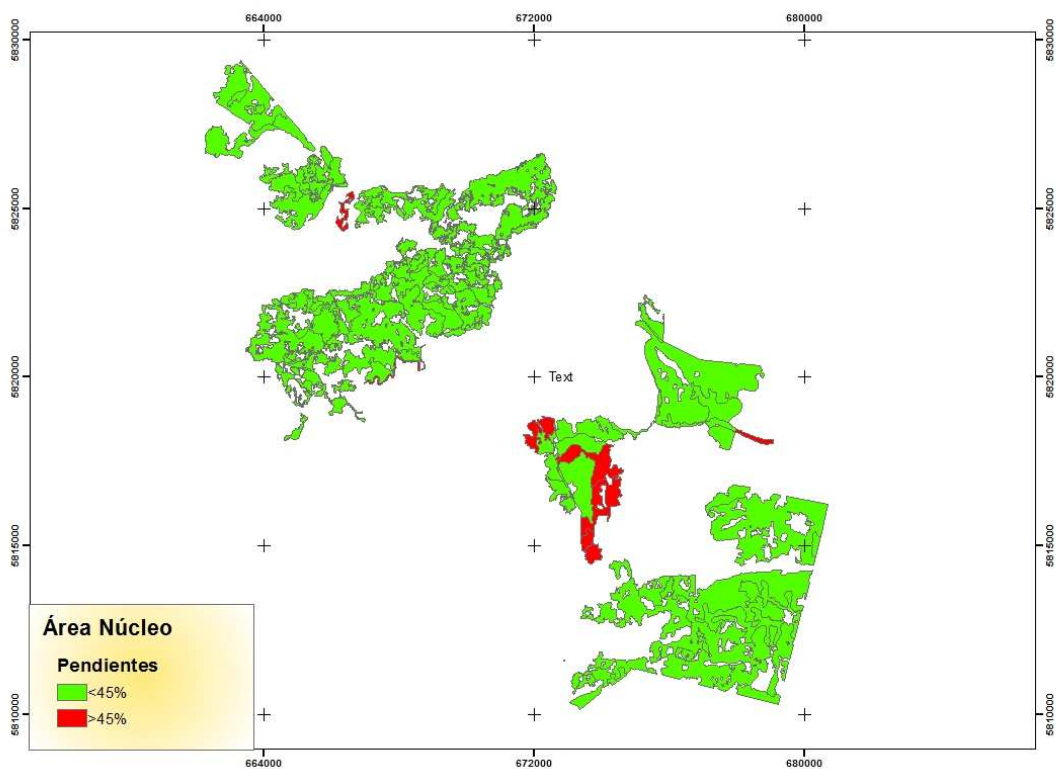 664000 672000 680000
5830000 5830000
5825000 5825000
5820000 Text 5820000
5815000 5815000
Área Núcleo
Pendientes
<45%
>45%
5810000 5810000
664000 672000 680000